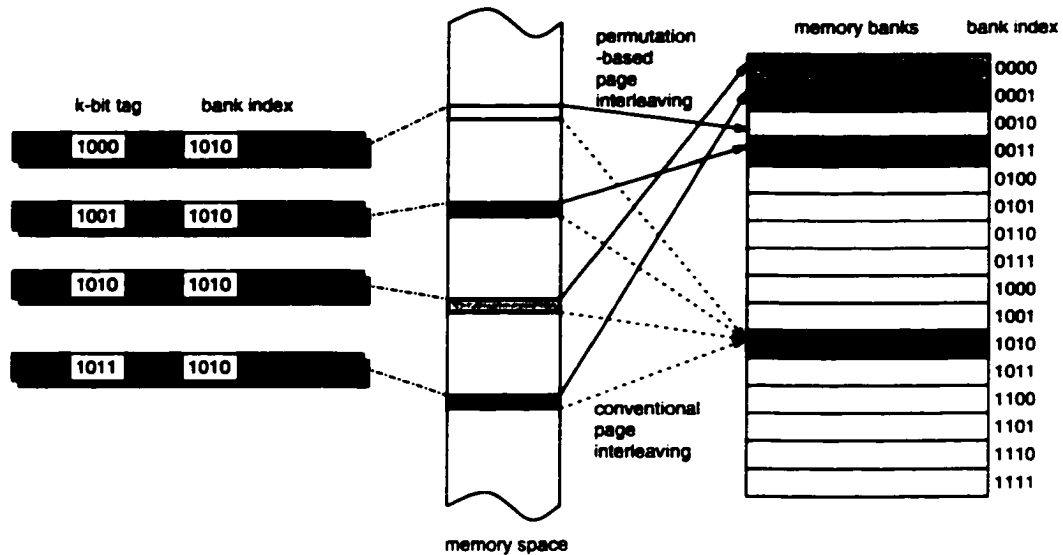 k-bit tag bank index
1000 1010
1001 1010
1010 1010
1011 1010
permutation
-based
page
interleaving
conventional
page
interleaving
memory space
memory banks bank index
0000
0001
0010
0011
0100
0101
0110
0111
1000
1001
1010
1011
1100
1101
1110
1111